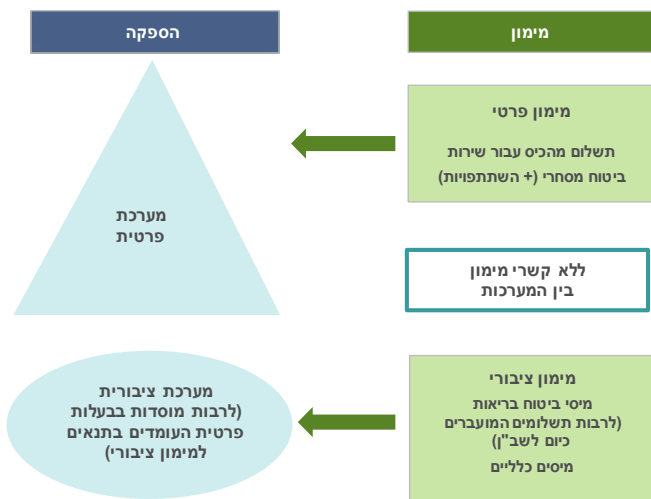 מימון
הספקה
מימון פרטי
תשלום מהכיס עבור שירות
ביטוח מסחרי (+ השתתפויות)
מערכת
פרטית
ללא קשרי מימון
בין המערכות
מימון ציבורי
מיסי ביטוח בריאות
(לרבות תשלומים המועברים
כיום לשב"ן)
מיסים כלליים
מערכת ציבורית
(לרבות מוסדות בבעלות
פרטית העומדים בתנאים
למימון ציבורי)